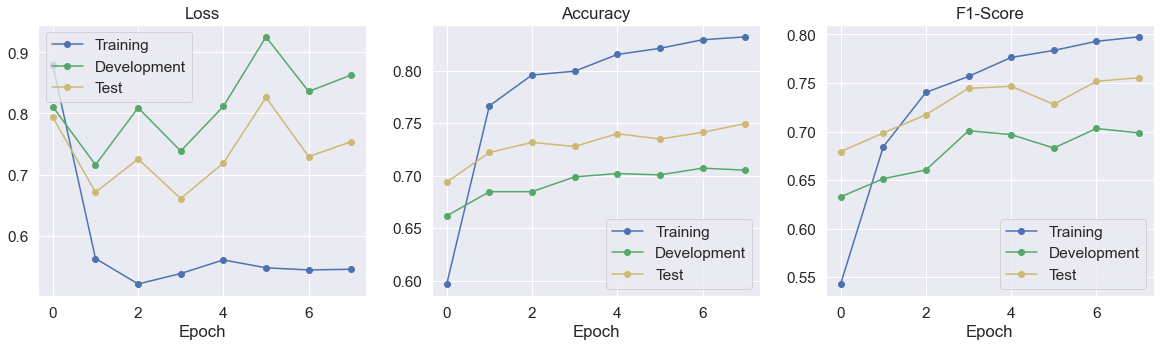 Loss
0.9
0.8
0.7
0.6
Training
Development
Test
0 2 4 6
Epoch
Accuracy
0.80
0.75
0.70
0.65
0.60
Training
Development
Test
0 2 4 6
Epoch
F1-Score
0.80
0.75
0.70
0.65
0.60
0.55
Training
Development
Test
0 2 4 6
Epoch